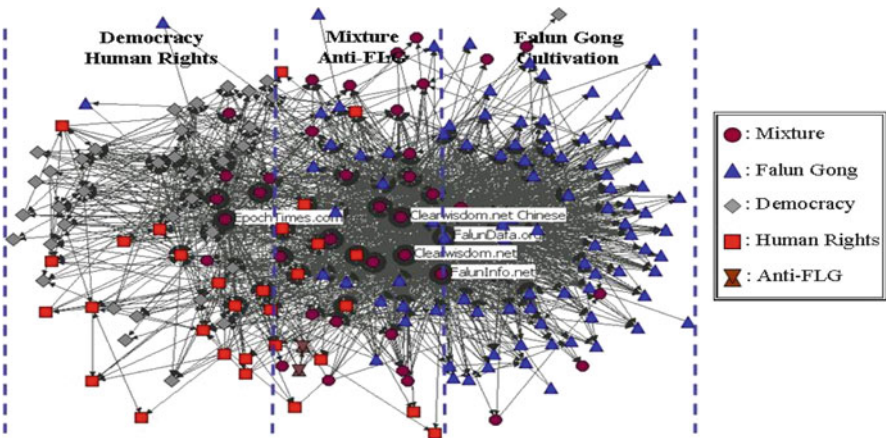 Democracy
Human Rights
Mixture
Anti-FLG
Falun Gong
Cultivation
EpochTimes.com
Clearwisdom.net Chinese
FalunDafa.org
Clearwisdom.net
FalunInfo.net
: Mixture
: Falun Gong
: Democracy
: Human Rights
: Anti-FLG